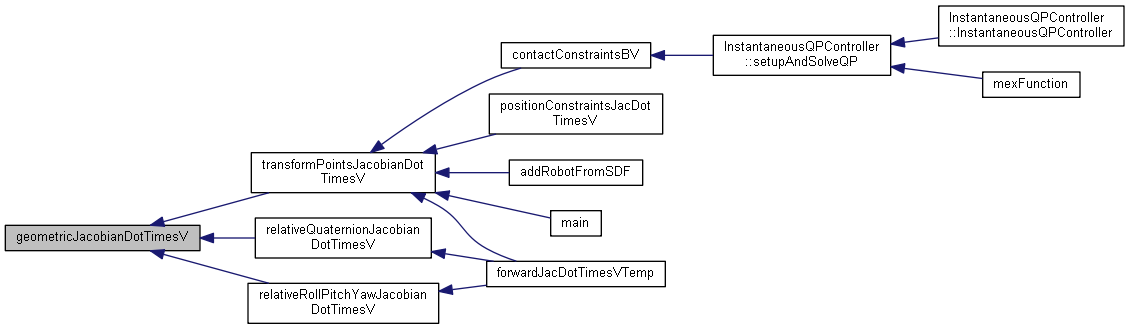 InstantaneousQPController
::InstantaneousQPController
InstantaneousQPController
::setupAndSolveQP
contactConstraintsBV
mexFunction
positionConstraintsJacDot
TimesV
transformPointsJacobianDot
TimesV
addRobotFromSDF
main
geometricJacobianDotTimesV
relativeQuaternionJacobian
DotTimesV
forwardJacDotTimesVTemp
relativeRollPitchYawJacobian
DotTimesV